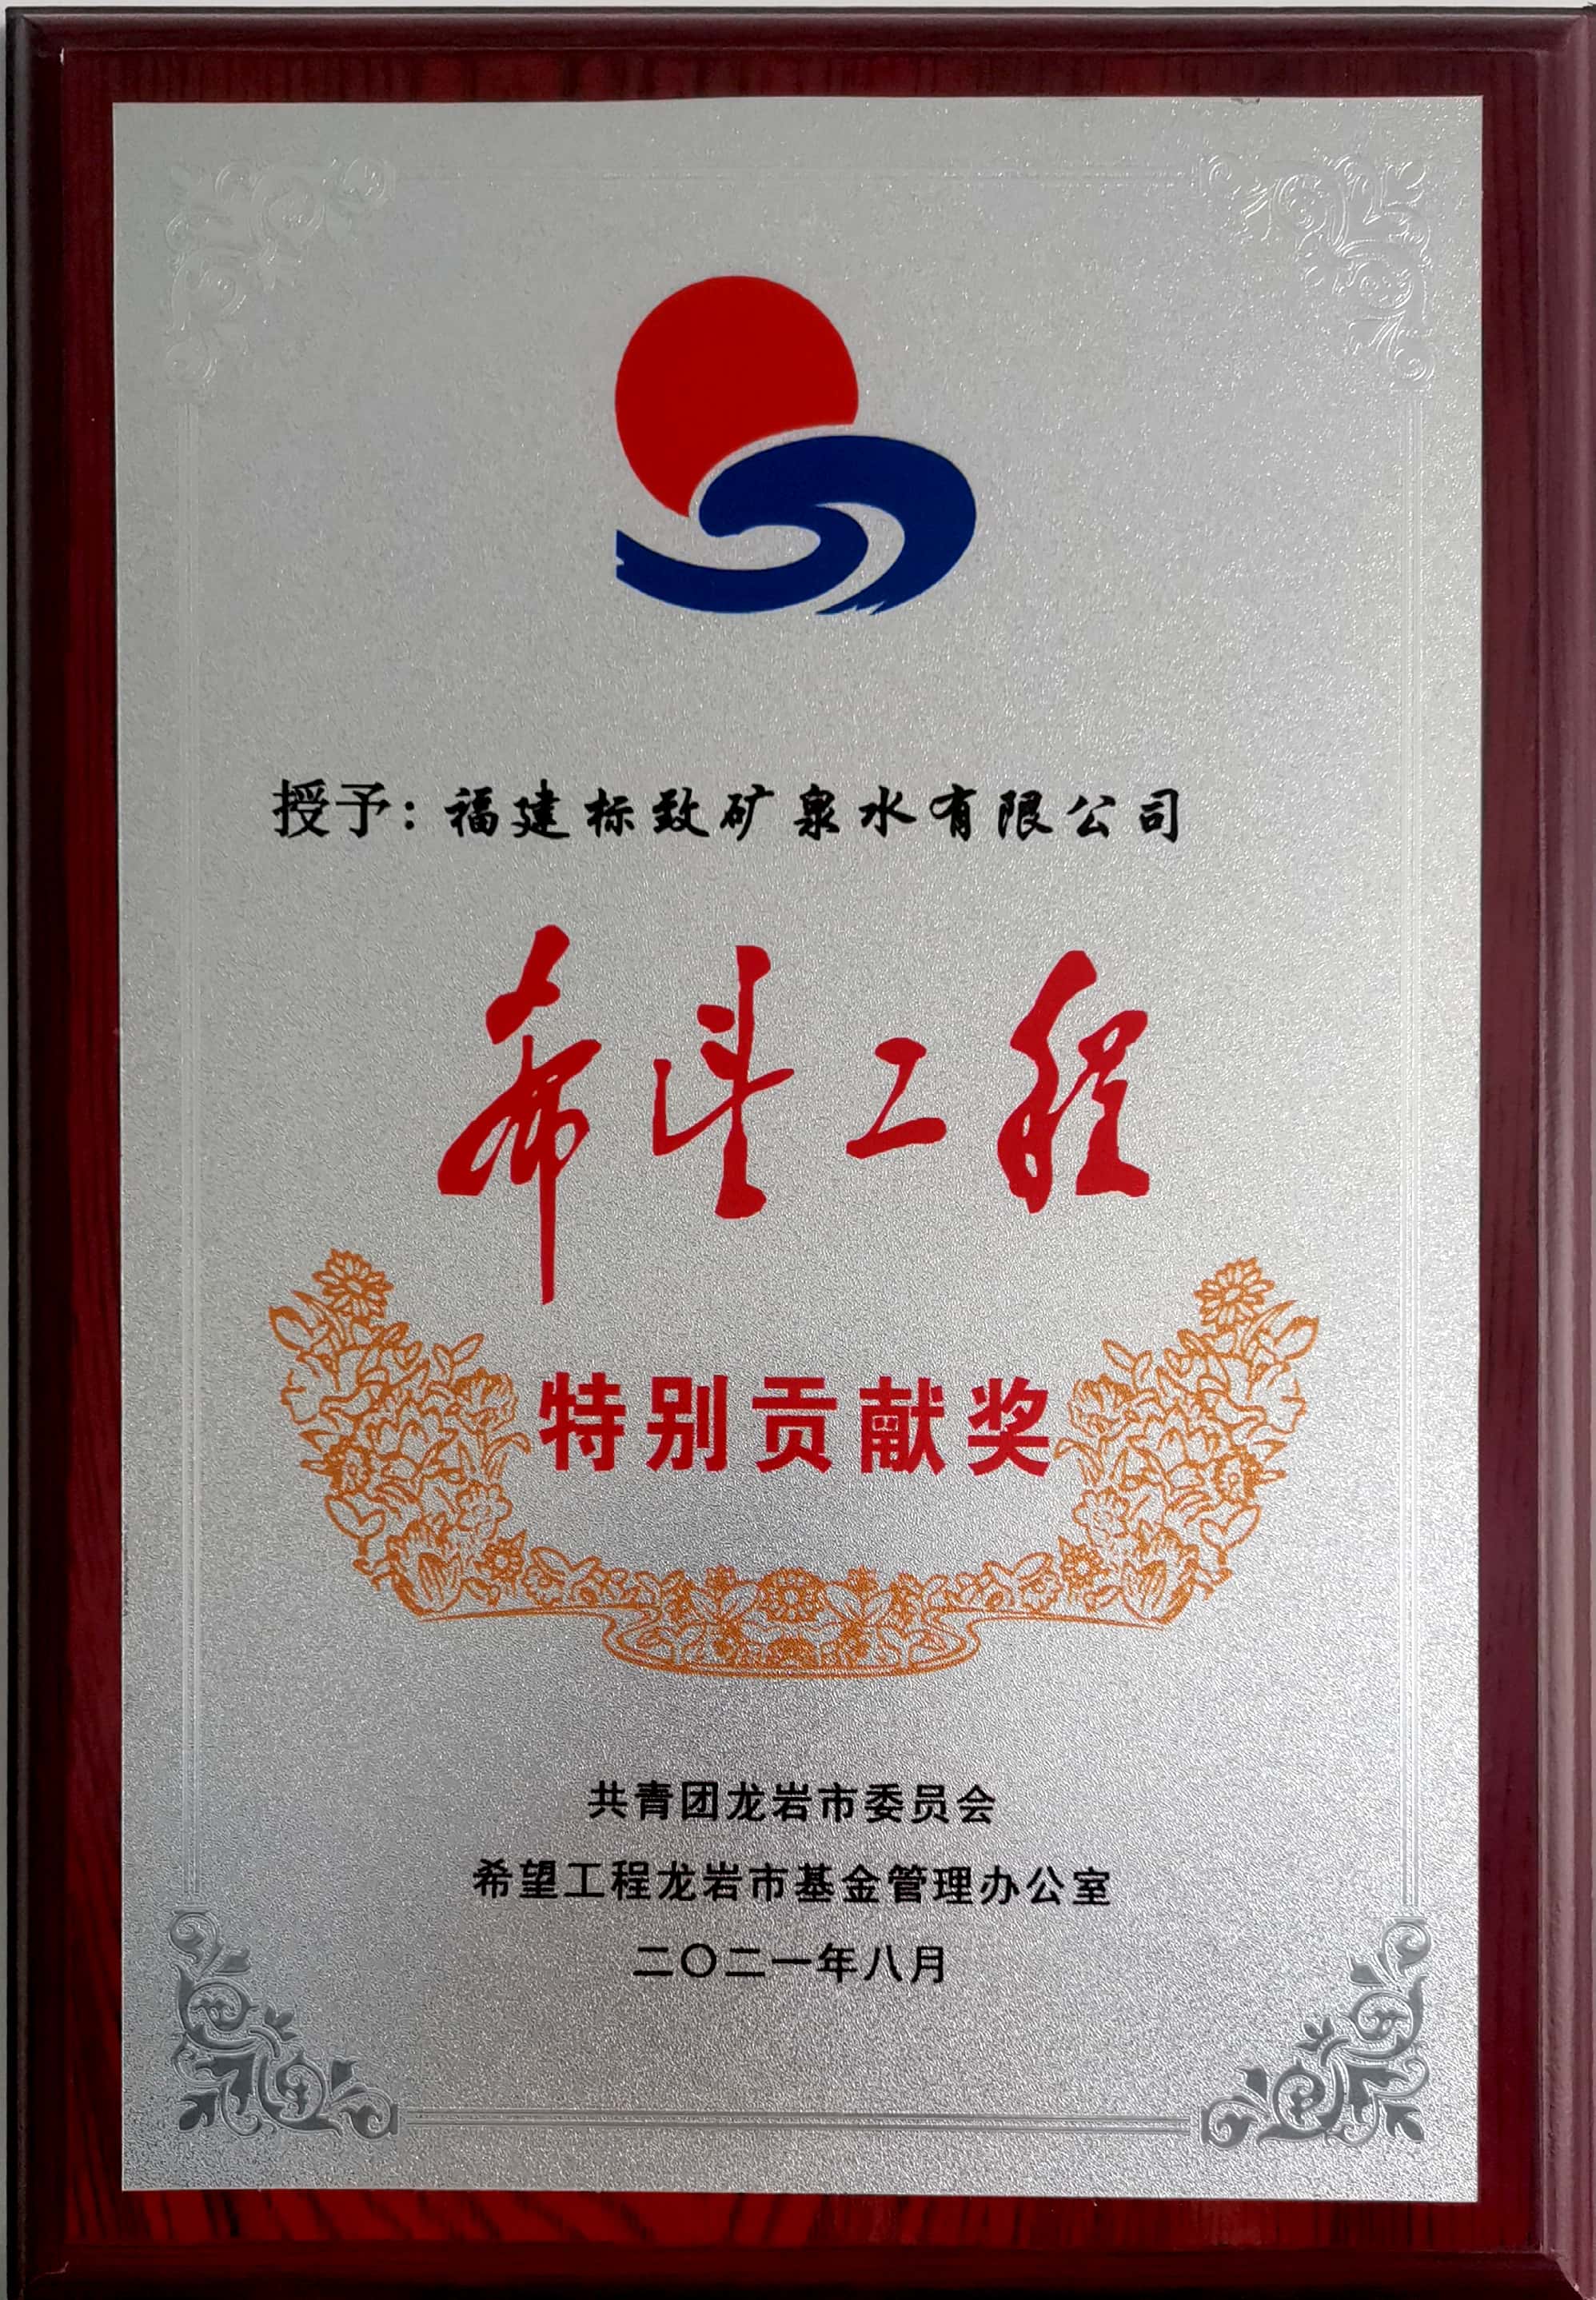 授予：福建标致矿泉水有限公司
希望工程
特别贡献奖
共青团龙岩市委员会
希望工程龙岩市基金管理办公室
二〇二一年八月